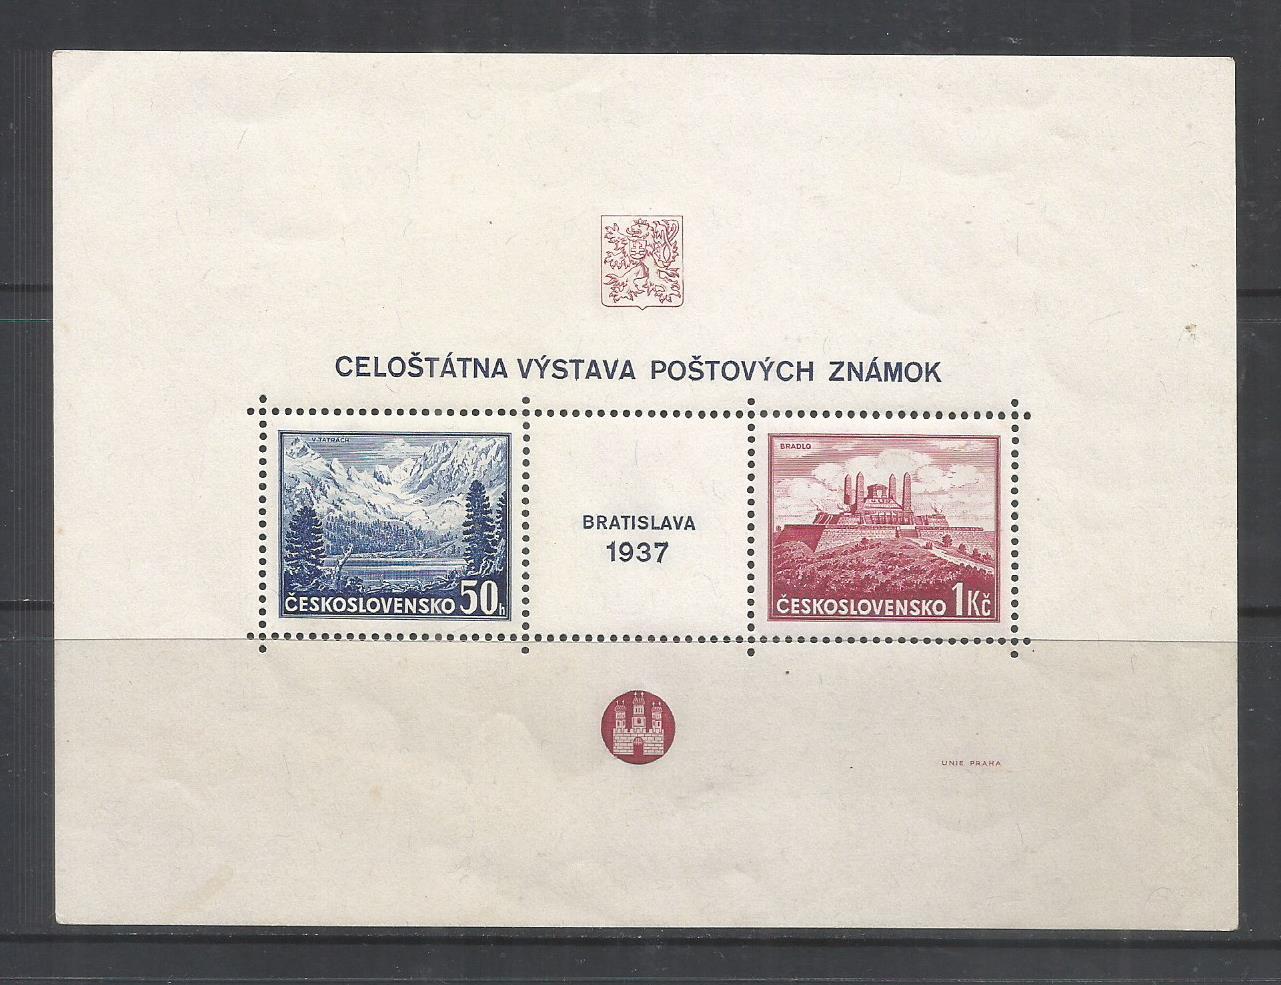 CELOŠTÁTNA VÝSTAVA POŠTOVÝCH ZNÁMOK
V TATRÁCH
ČESKOSLOVENSKO 50h
BRATISLAVA
1937
BRADLO
ČESKOSLOVENSKO 1Kč
UNIE PRAHA